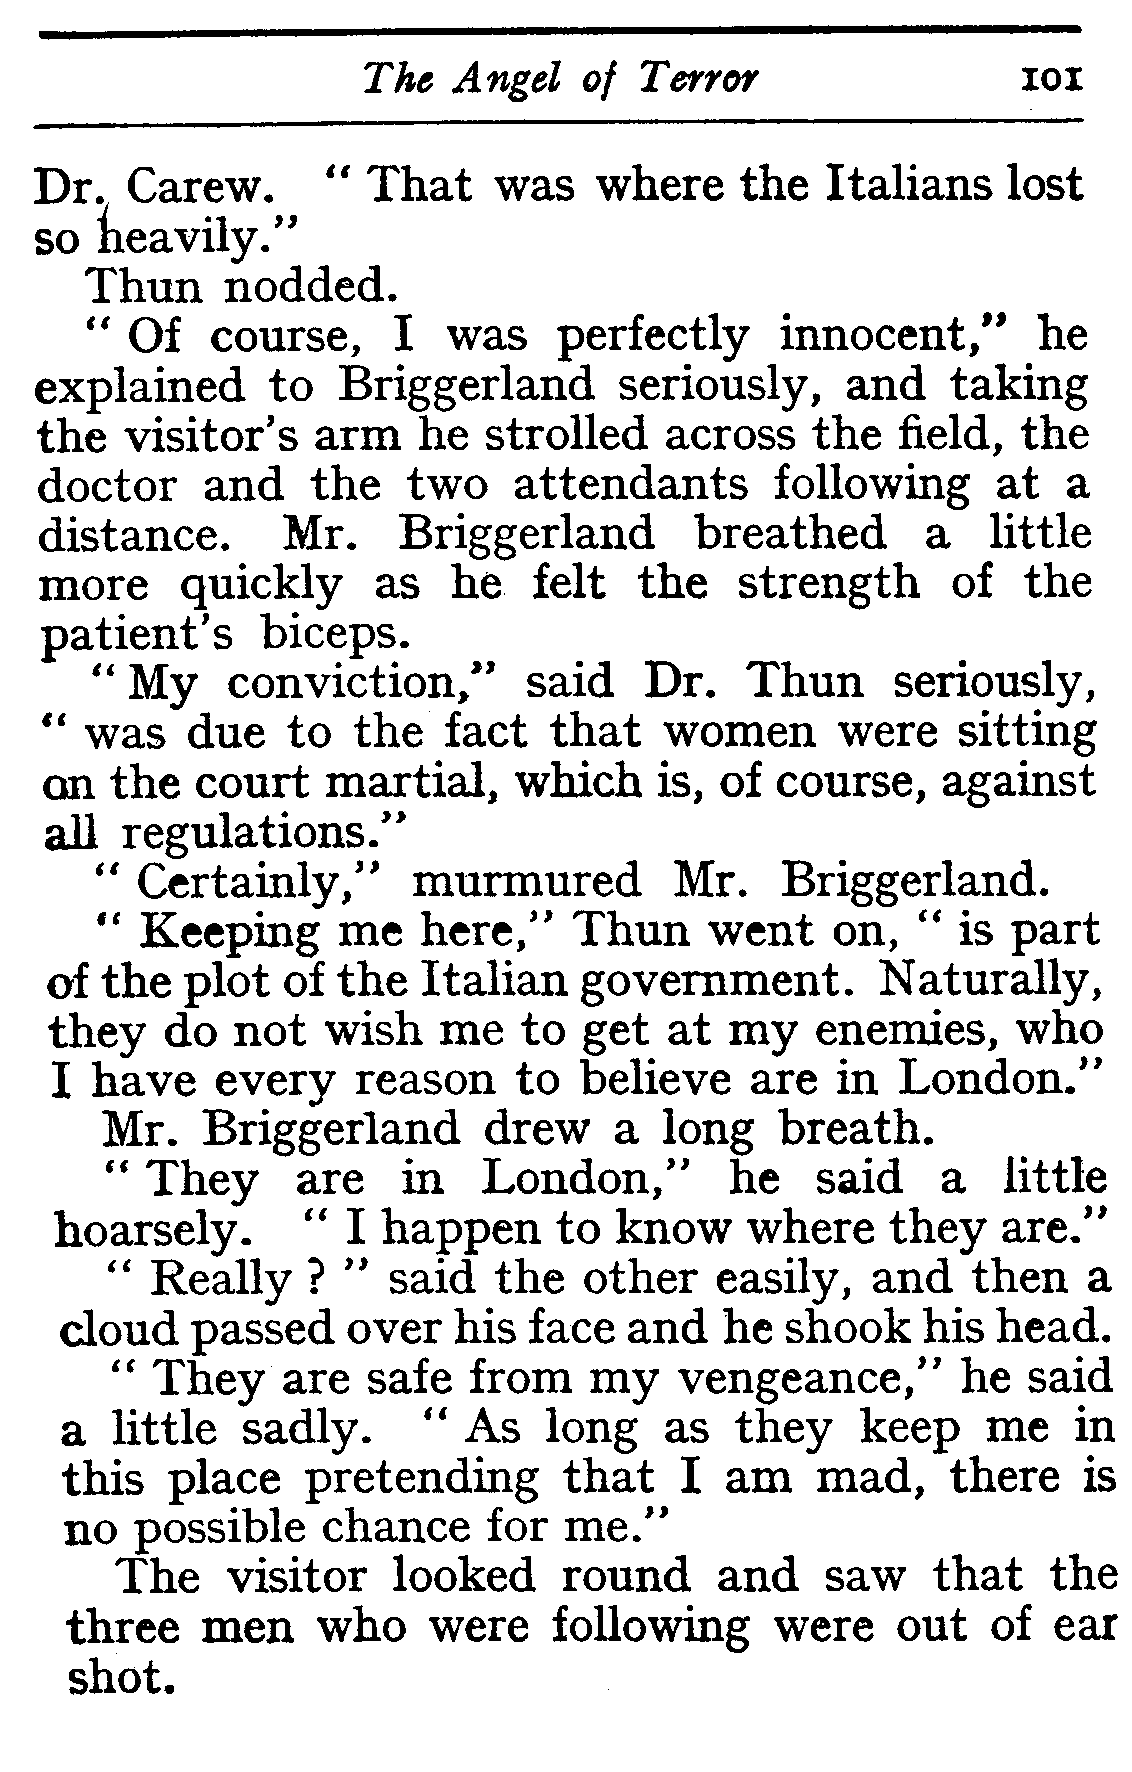 The Angel of Terror 101
Dr. Carew. “ That was where the Italians lost
so heavily.”
Thun nodded.
“ Of course, I was perfectly innocent,” he
explained to Briggerland seriously, and taking
the visitor’s arm he strolled across the field, the
doctor and the two attendants following at a
distance. Mr. Briggerland breathed a little
more quickly as he felt the strength of the
patient’s biceps.
“ My conviction,” said Dr. Thun seriously,
“ was due to the fact that women were sitting
on the court martial, which is, of course, against
all regulations.”
“ Certainly,” murmured Mr. Briggerland.
“ Keeping me here,” Thun went on, “ is part
of the plot of the Italian government. Naturally,
they do not wish me to get at my enemies, who
I have every reason to believe are in London.”
Mr. Briggerland drew a long breath.
“ They are in London,” he said a little
hoarsely. “ I happen to know where they are.”
“ Really ? ” said the other easily, and then a
cloud passed over his face and he shook his head.
“ They are safe from my vengeance,” he said
a little sadly. “ As long as they keep me in
this place pretending that I am mad, there is
no possible chance for me.”
The visitor looked round and saw that the
three men who were following were out of ear
shot.